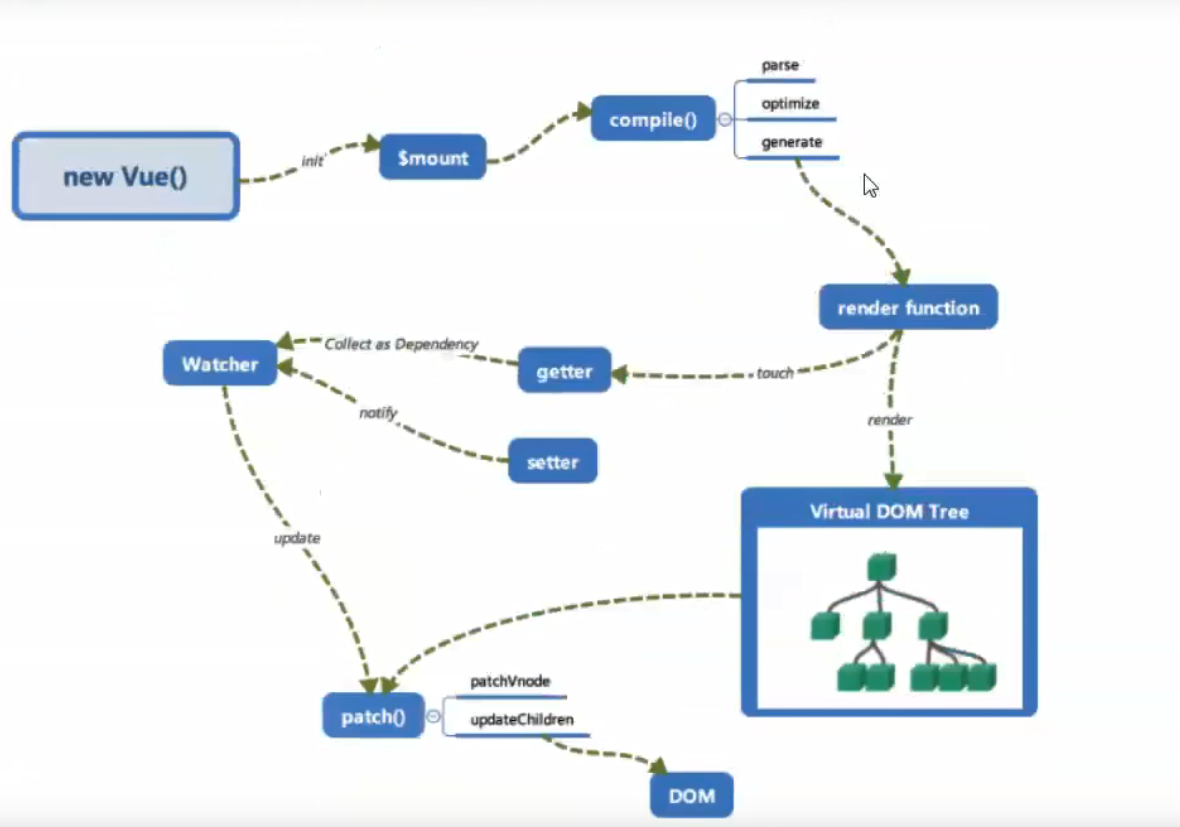 parse
optimize
compile()
generate
init
$mount
new Vue()
render function
Collect as Dependency
Watcher
getter
touch
notify
render
setter
Virtual DOM Tree
update
patchVnode
patch()
updateChildren
DOM